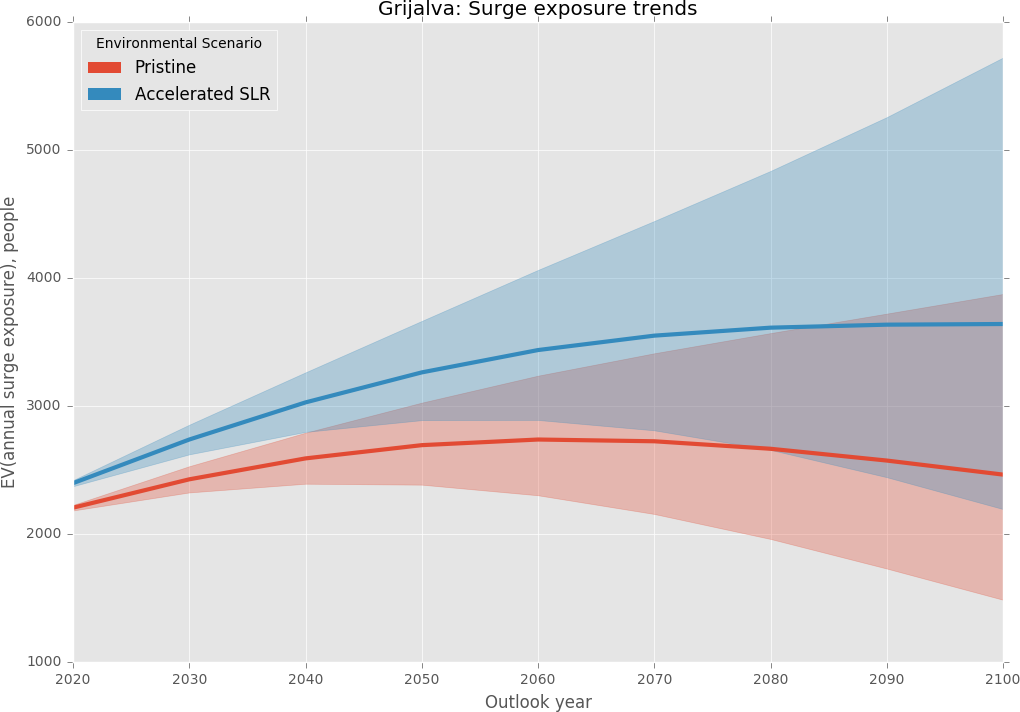 Grijalva: Surge exposure trends
Environmental Scenario
Pristine
Accelerated SLR
EV(annual surge exposure), people
6000
5000
4000
3000
2000
1000
2020 2030 2040 2050 2060 2070 2080 2090 2100
Outlook year